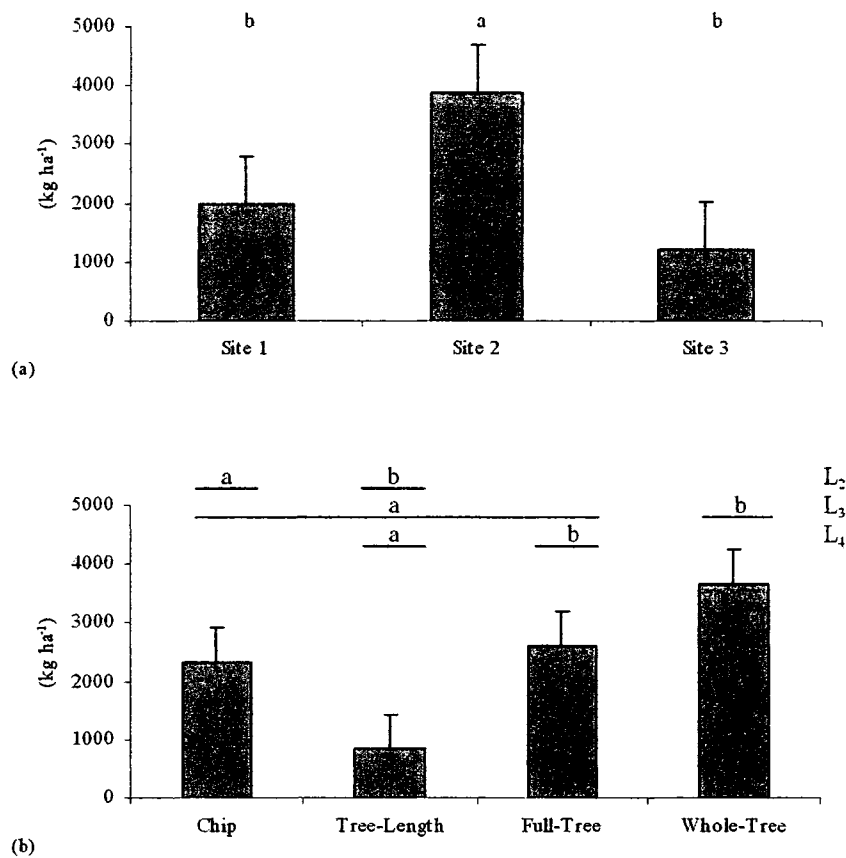 b a b
5000
4000
3000
2000
1000
0
(kg ha⁻¹)
Site 1 Site 2 Site 3
(a)
a b L₂
a b L₃
a b L₄
5000
4000
3000
2000
1000
0
(kg ha⁻¹)
Chip Tree-Length Full-Tree Whole-Tree
(b)